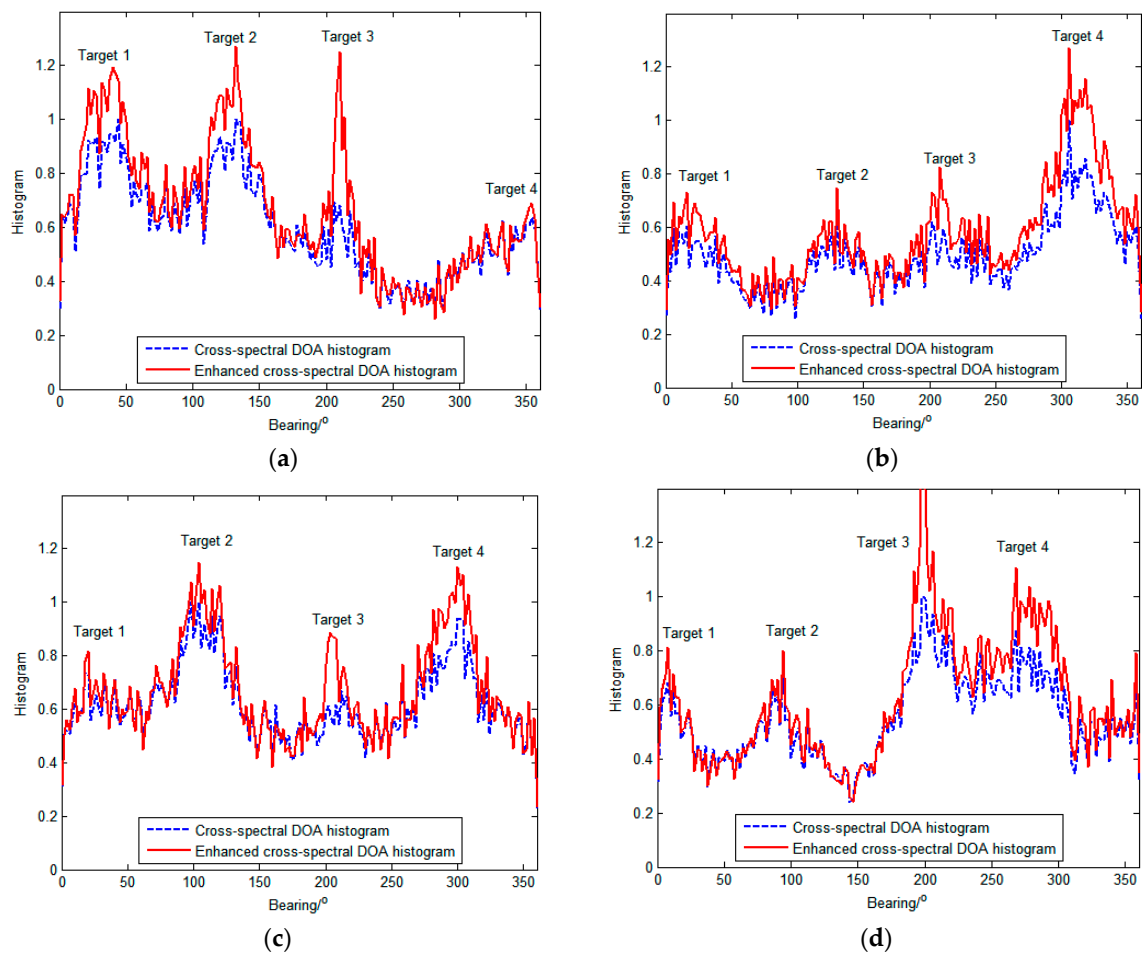 Target 1
Target 2
Target 3
Target 4
1.2
1
0.8
0.6
0.4
0.2
0
Histogram
Cross-spectral DOA histogram
Enhanced cross-spectral DOA histogram
0 50 100 150 200 250 300 350
Bearing/º
(a)
Target 4
Target 3
Target 1
Target 2
1.2
1
0.8
0.6
0.4
0.2
0
Histogram
Cross-spectral DOA histogram
Enhanced cross-spectral DOA histogram
0 50 100 150 200 250 300 350
Bearing/º
(b)
Target 2
Target 4
Target 1
Target 3
1.2
1
0.8
0.6
0.4
0.2
0
Histogram
Cross-spectral DOA histogram
Enhanced cross-spectral DOA histogram
0 50 100 150 200 250 300 350
Bearing/º
(c)
Target 3
Target 4
Target 1
Target 2
1.2
1
0.8
0.6
0.4
0.2
0
Histogram
Cross-spectral DOA histogram
Enhanced cross-spectral DOA histogram
0 50 100 150 200 250 300 350
Bearing/º
(d)